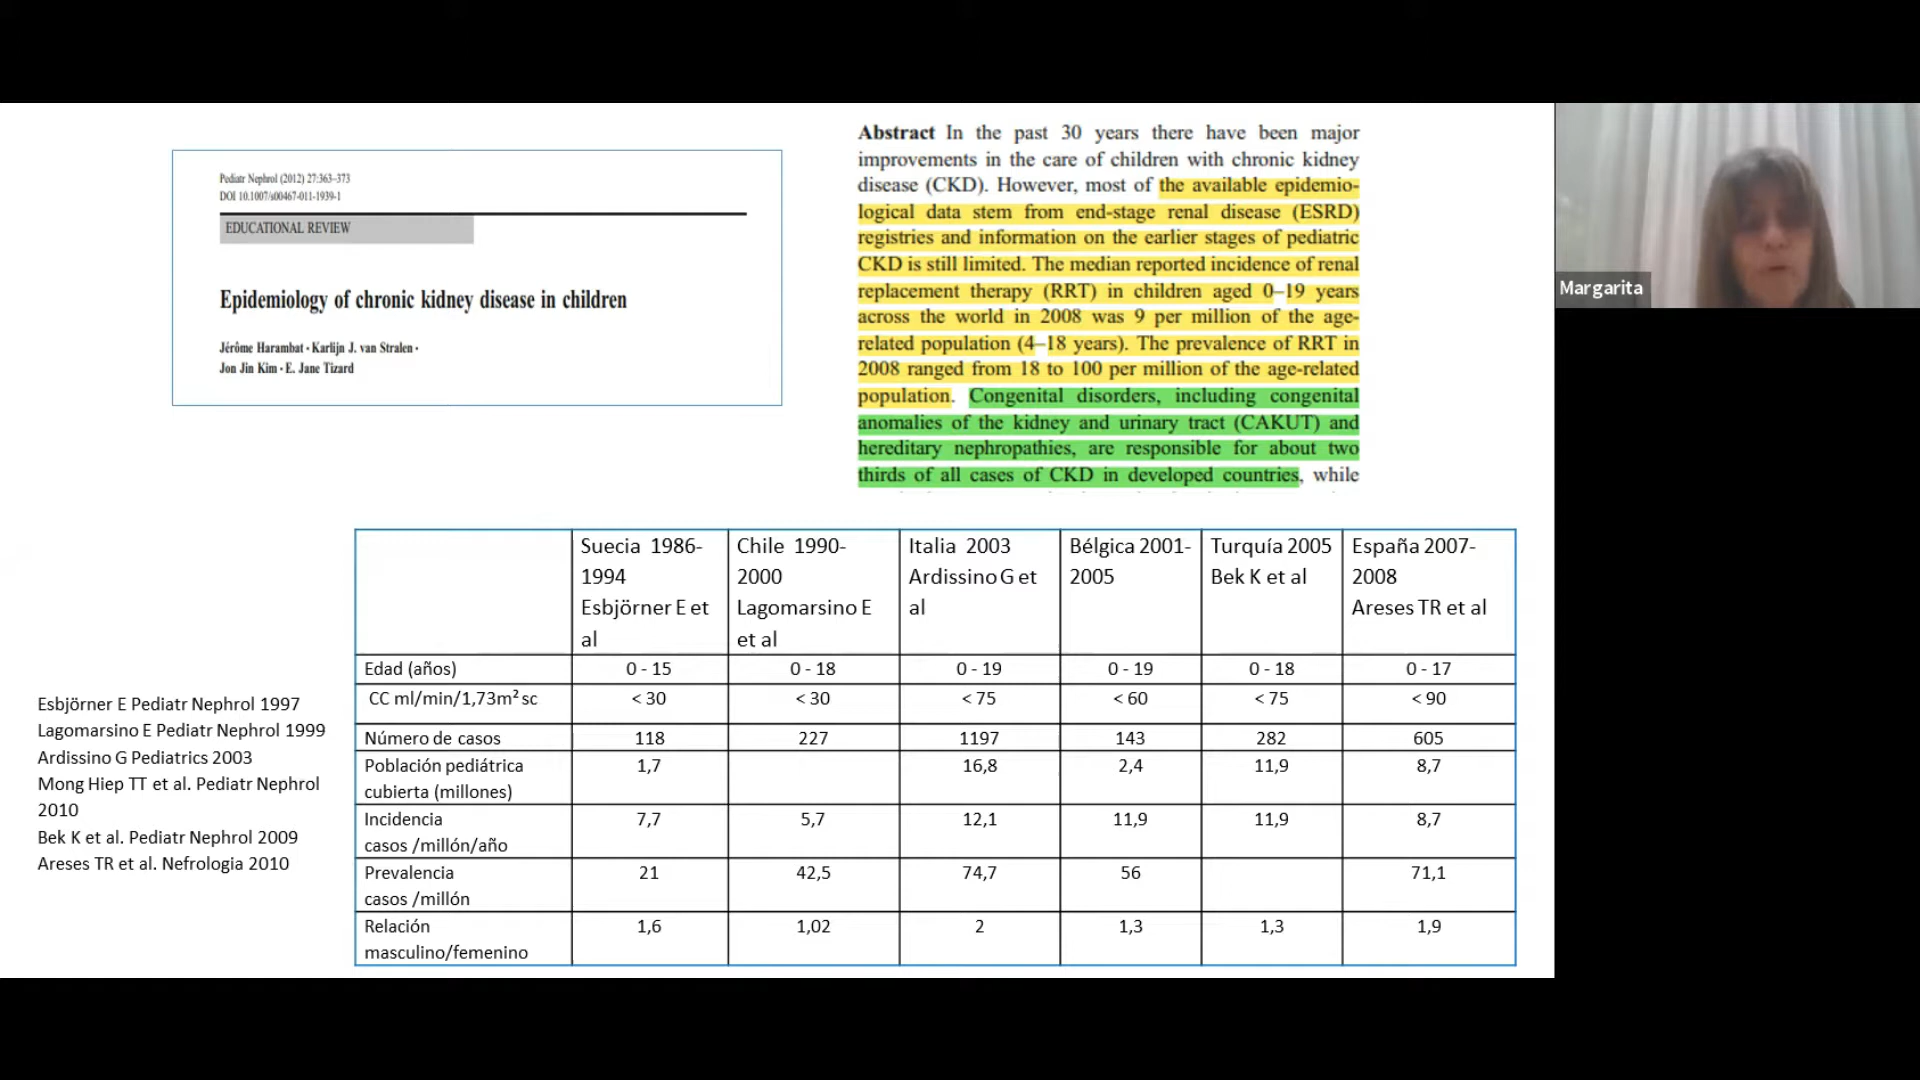 Pediatr Nephrol (2012) 27:363–373
DOI 10.1007/s00467-011-1939-1
EDUCATIONAL REVIEW
Epidemiology of chronic kidney disease in children
Jérôme Harambat · Karlijn J. van Stralen ·
Jon Jin Kim · E. Jane Tizard
Abstract In the past 30 years there have been major
improvements in the care of children with chronic kidney
disease (CKD). However, most of the available epidemio-
logical data stem from end-stage renal disease (ESRD)
registries and information on the earlier stages of pediatric
CKD is still limited. The median reported incidence of renal
replacement therapy (RRT) in children aged 0–19 years
across the world in 2008 was 9 per million of the age-
related population (4–18 years). The prevalence of RRT in
2008 ranged from 18 to 100 per million of the age-related
population. Congenital disorders, including congenital
anomalies of the kidney and urinary tract (CAKUT) and
hereditary nephropathies, are responsible for about two
thirds of all cases of CKD in developed countries, while
Margarita
Esbjörner E Pediatr Nephrol 1997
Lagomarsino E Pediatr Nephrol 1999
Ardissino G Pediatrics 2003
Mong Hiep TT et al. Pediatr Nephrol
2010
Bek K et al. Pediatr Nephrol 2009
Areses TR et al. Nefrologia 2010
Suecia 1986-
1994
Esbjörner E et
al
Chile 1990-
2000
Lagomarsino E
et al
Italia 2003
Ardissino G et
al
Bélgica 2001-
2005
Turquía 2005
Bek K et al
España 2007-
2008
Areses TR et al
Edad (años) 0 - 15 0 - 18 0 - 19 0 - 19 0 - 18 0 - 17
CC ml/min/1,73m² sc < 30 < 30 < 75 < 60 < 75 < 90
Número de casos 118 227 1197 143 282 605
Población pediátrica
cubierta (millones) 1,7 16,8 2,4 11,9 8,7
Incidencia
casos /millón/año 7,7 5,7 12,1 11,9 11,9 8,7
Prevalencia
casos /millón 21 42,5 74,7 56 71,1
Relación
masculino/femenino 1,6 1,02 2 1,3 1,3 1,9